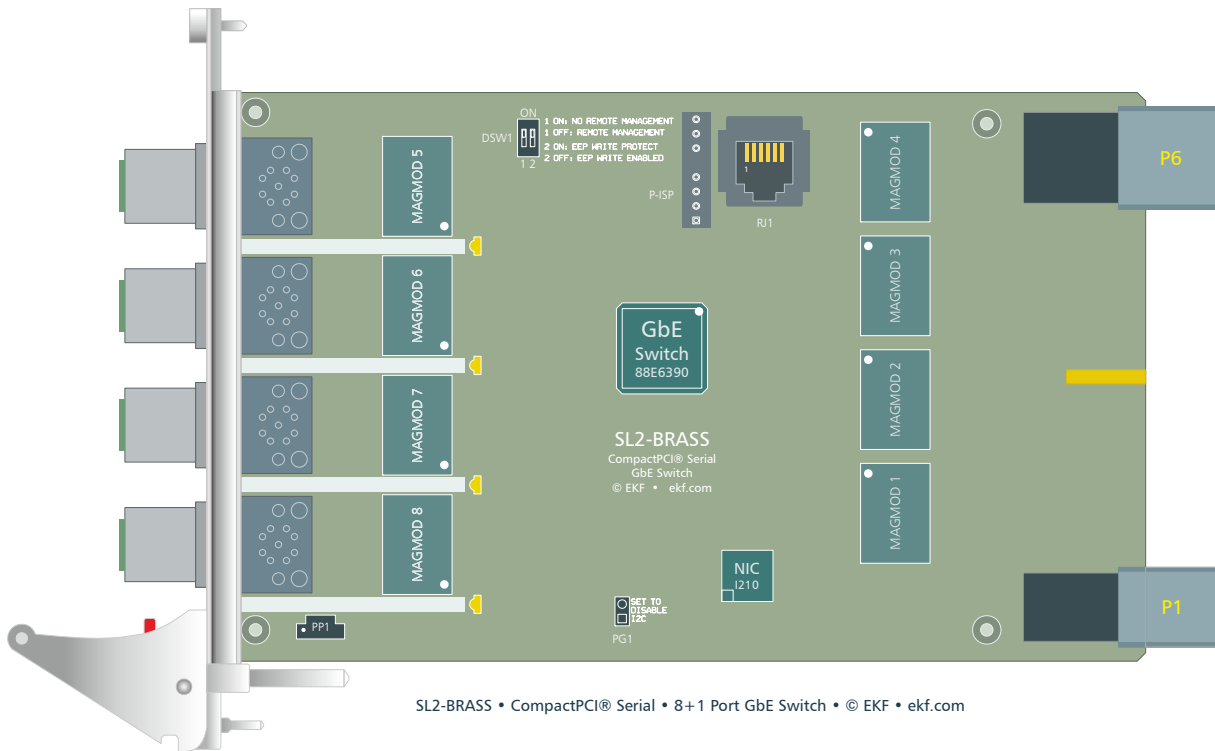 ON
DSW1
1 2
1 ON: NO REMOTE MANAGEMENT
1 OFF: REMOTE MANAGEMENT
2 ON: EEP WRITE PROTECT
2 OFF: EEP WRITE ENABLED
P-ISP
1
RJ1
MAGMOD 5
MAGMOD 6
MAGMOD 7
MAGMOD 8
MAGMOD 4
MAGMOD 3
MAGMOD 2
MAGMOD 1
P6
P1
GbE
Switch
88E6390
SL2-BRASS
CompactPCI® Serial
GbE Switch
© EKF • ekf.com
NIC
I210
SET TO
DISABLE
I2C
PG1
PP1
SL2-BRASS • CompactPCI® Serial • 8+1 Port GbE Switch • © EKF • ekf.com